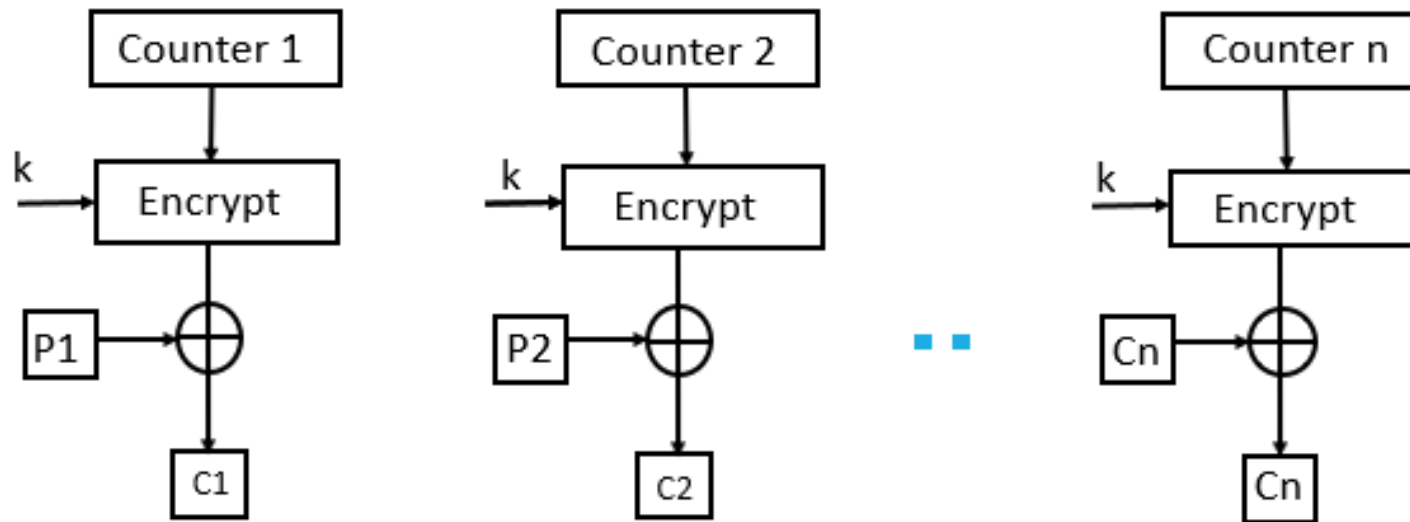 Counter 1
Counter 2
Counter n
k
Encrypt
k
Encrypt
k
Encrypt
P1
P2
Cn
C1
C2
Cn